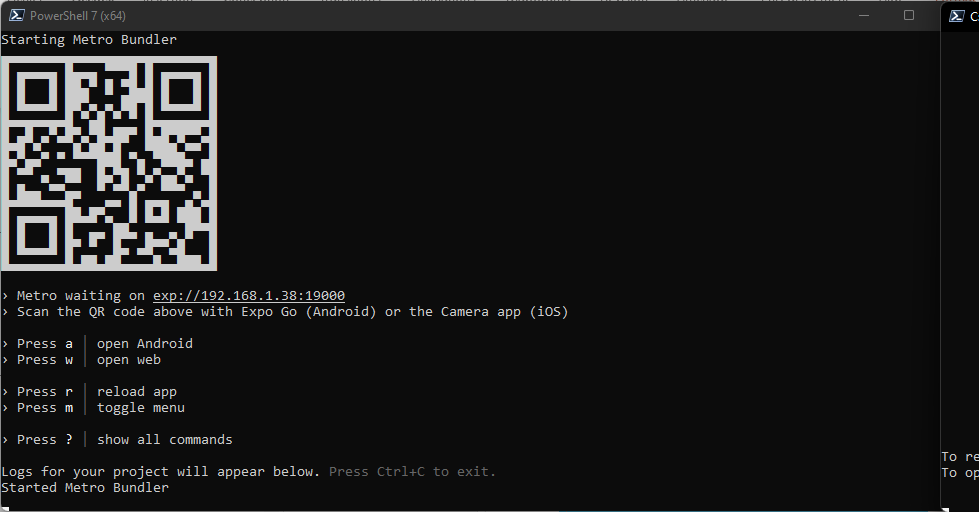 PowerShell 7 (x64)
Starting Metro Bundler
› Metro waiting on exp://192.168.1.38:19000
› Scan the QR code above with Expo Go (Android) or the Camera app (iOS)
› Press a │ open Android
› Press w │ open web
› Press r │ reload app
› Press m │ toggle menu
› Press ? │ show all commands
Logs for your project will appear below. Press Ctrl+C to exit.
Started Metro Bundler
To re
To op